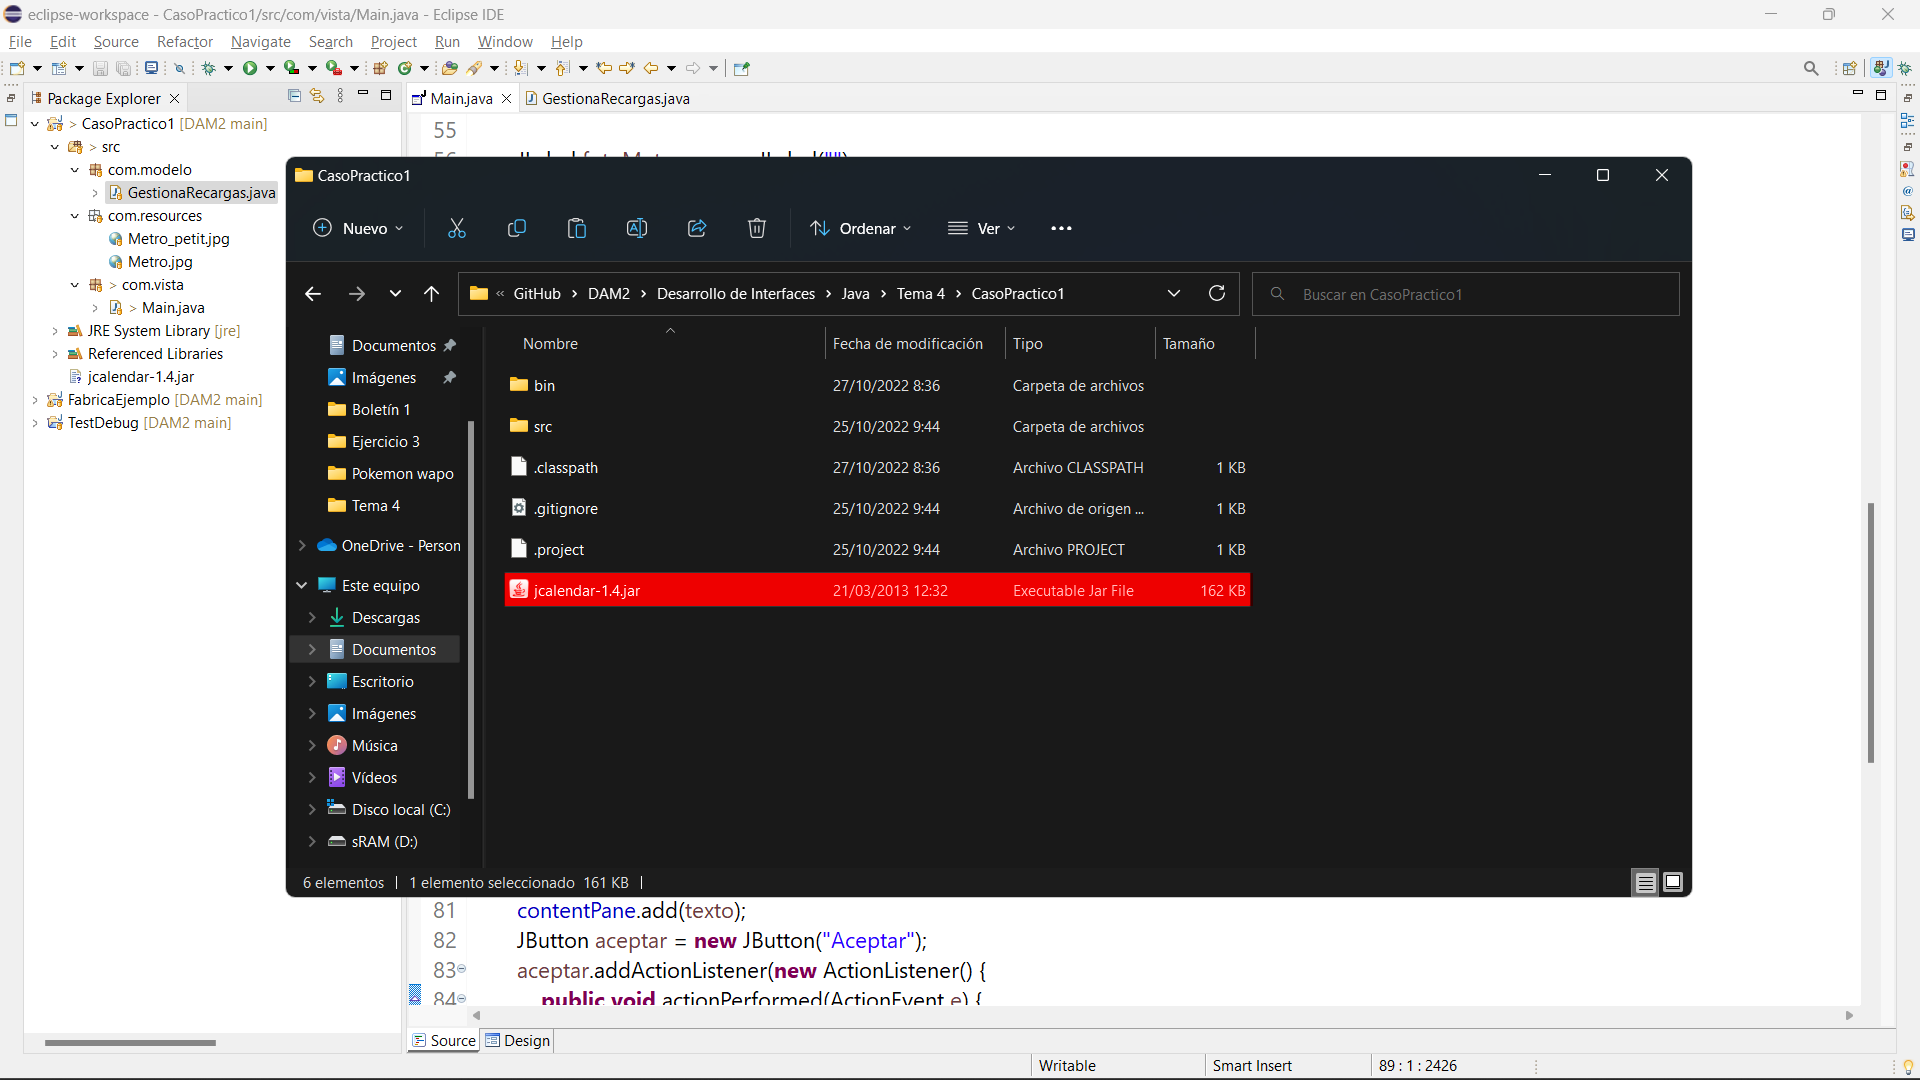 eclipse-workspace - CasoPractico1/src/com/vista/Main.java - Eclipse IDE
File Edit Source Refactor Navigate Search Project Run Window Help
Package Explorer
> CasoPractico1 [DAM2 main]
> src
com.modelo
GestionaRecargas.java
com.resources
Metro_petit.jpg
Metro.jpg
> com.vista
> Main.java
JRE System Library [jre]
Referenced Libraries
jcalendar-1.4.jar
FabricaEjemplo [DAM2 main]
TestDebug [DAM2 main]
Main.java GestionaRecargas.java
55
CasoPractico1
Nuevo Ordenar Ver
« GitHub > DAM2 > Desarrollo de Interfaces > Java > Tema 4 > CasoPractico1
Buscar en CasoPractico1
Documentos
Imágenes
Boletín 1
Ejercicio 3
Pokemon wapo
Tema 4
OneDrive - Person
Este equipo
Descargas
Documentos
Escritorio
Imágenes
Música
Vídeos
Disco local (C:)
sRAM (D:)
Nombre Fecha de modificación Tipo Tamaño
bin 27/10/2022 8:36 Carpeta de archivos
src 25/10/2022 9:44 Carpeta de archivos
.classpath 27/10/2022 8:36 Archivo CLASSPATH 1 KB
.gitignore 25/10/2022 9:44 Archivo de origen ... 1 KB
.project 25/10/2022 9:44 Archivo PROJECT 1 KB
jcalendar-1.4.jar 21/03/2013 12:32 Executable Jar File 162 KB
6 elementos 1 elemento seleccionado 161 KB
81 contentPane.add(texto);
82 JButton aceptar = new JButton("Aceptar");
83 aceptar.addActionListener(new ActionListener() {
84 public void actionPerformed(ActionEvent e) {
Source Design
Writable Smart Insert 89 : 1 : 2426